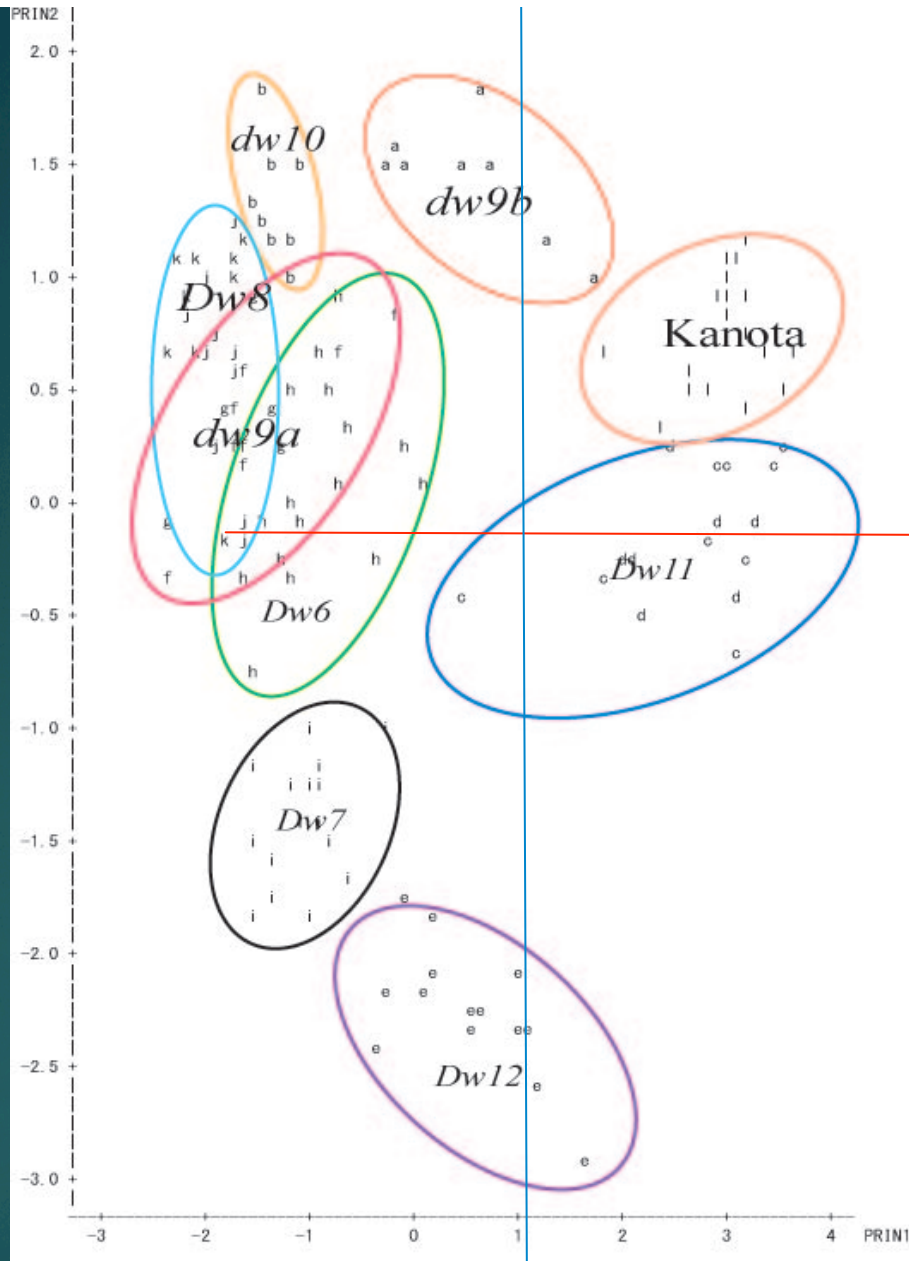 PRIN2
2.0
b a
dw10
a
1.5 b b a a a a
b dw9b
j b
k b b a l
k k k l l
1.0 j k b a
Dw8 h l l
j f
j Kanota
k k j j h f l l l
j f
0.5 h h l l l
g f g l
dw9a h l
j h d c
f c c c
h h
0.0 h
g j h h d d
k j c
h h Dw11 c
f h h c
Dw6 c c
-0.5 d
h c
-1.0 i i
i i
i i i
Dw7
-1.5 i i
i
i
i e
i i e
-2.0
e e
e e
e e
e e e
e
-2.5 Dw12
e
e
-3.0
-3 -2 -1 0 1 2 3 4 PRIN1